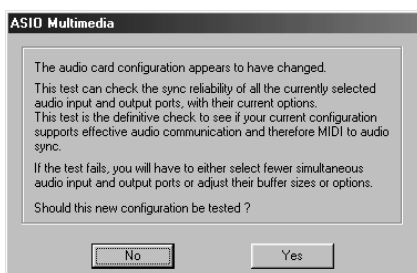 ASIO Multimedia
The audio card configuration appears to have changed.
This test can check the sync reliability of all the currently selected
audio input and output ports, with their current options.
This test is the definitive check to see if your current configuration
supports effective audio communication and therefore MIDI to audio
sync.
If the test fails, you will have to either select fewer simultaneous
audio input and output ports or adjust their buffer sizes or options.
Should this new configuration be tested ?
No
Yes